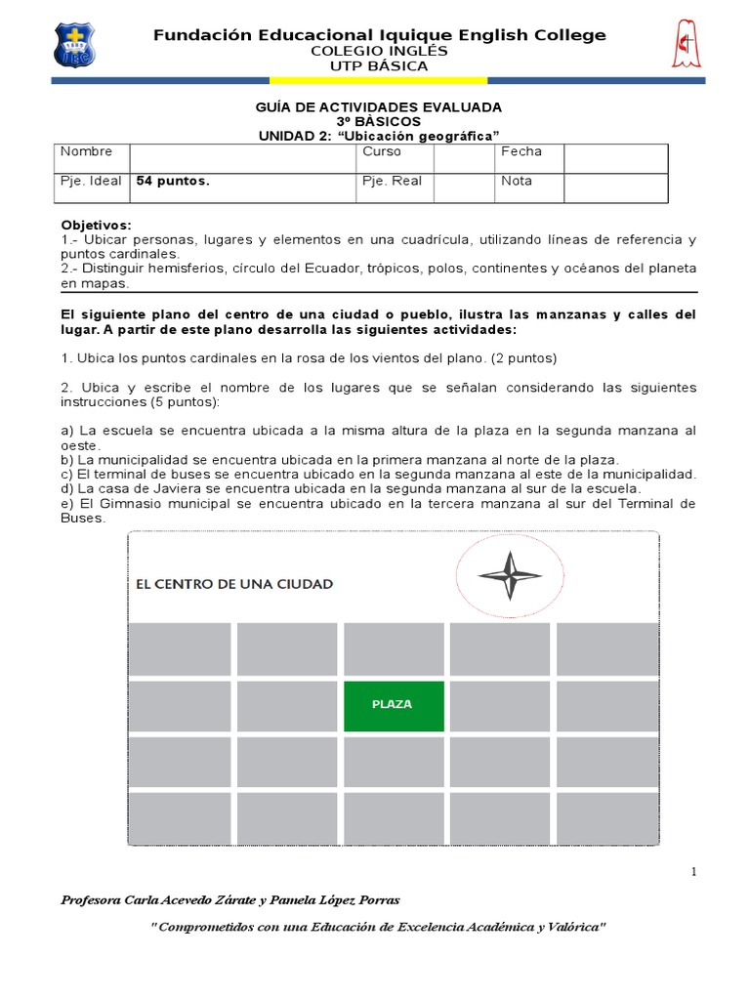 Fundación Educacional Iquique English College
COLEGIO INGLÉS
UTP BÁSICA
GUÍA DE ACTIVIDADES EVALUADA
3º BÀSICOS
UNIDAD 2: “Ubicación geográfica”
Nombre Curso Fecha
Pje. Ideal 54 puntos. Pje. Real Nota
Objetivos:
1.- Ubicar personas, lugares y elementos en una cuadrícula, utilizando líneas de referencia y
puntos cardinales.
2.- Distinguir hemisferios, círculo del Ecuador, trópicos, polos, continentes y océanos del planeta
en mapas.
El siguiente plano del centro de una ciudad o pueblo, ilustra las manzanas y calles del
lugar. A partir de este plano desarrolla las siguientes actividades:
1. Ubica los puntos cardinales en la rosa de los vientos del plano. (2 puntos)
2. Ubica y escribe el nombre de los lugares que se señalan considerando las siguientes
instrucciones (5 puntos):
a) La escuela se encuentra ubicada a la misma altura de la plaza en la segunda manzana al
oeste.
b) La municipalidad se encuentra ubicada en la primera manzana al norte de la plaza.
c) El terminal de buses se encuentra ubicado en la segunda manzana al este de la municipalidad.
d) La casa de Javiera se encuentra ubicada en la segunda manzana al sur de la escuela.
e) El Gimnasio municipal se encuentra ubicado en la tercera manzana al sur del Terminal de
Buses.
EL CENTRO DE UNA CIUDAD
PLAZA
1
Profesora Carla Acevedo Zárate y Pamela López Porras
"Comprometidos con una Educación de Excelencia Académica y Valórica"